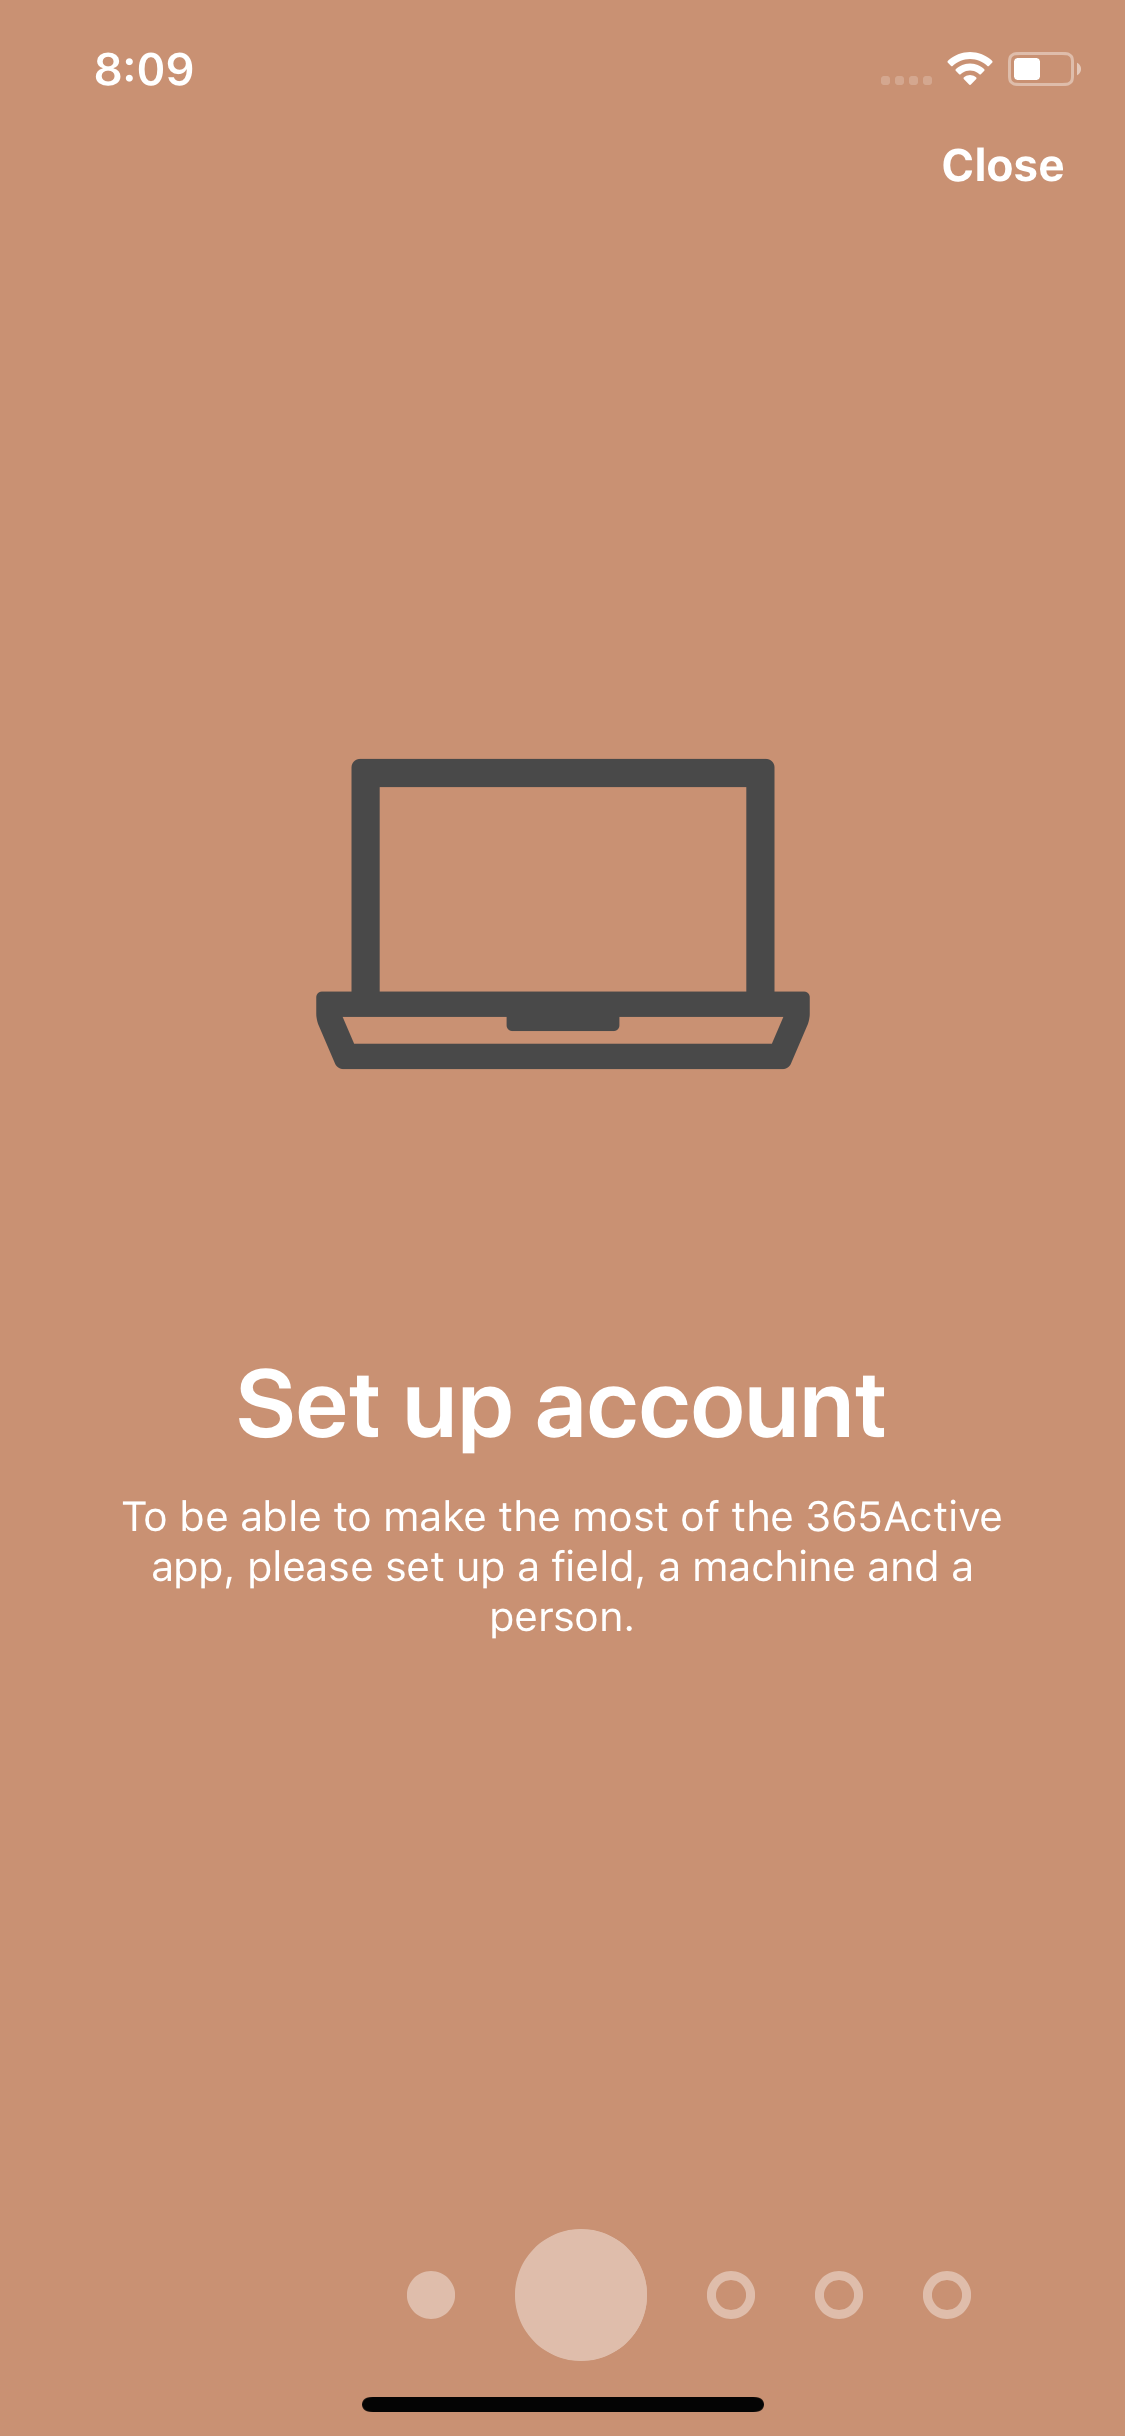 8:09
Close
Set up account
To be able to make the most of the 365Active
app, please set up a field, a machine and a
person.